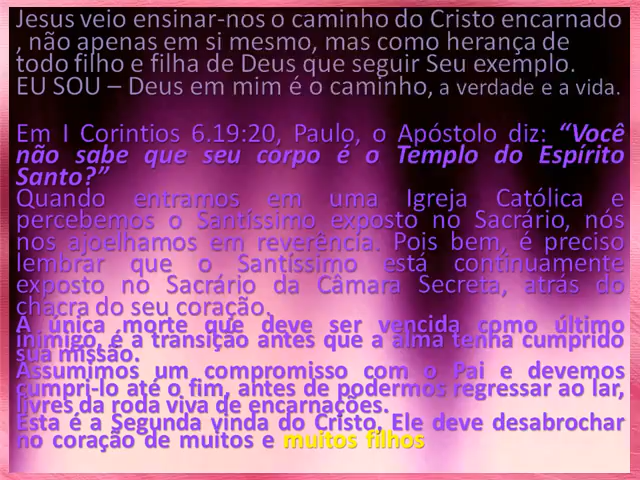 Jesus veio ensinar-nos o caminho do Cristo encarnado
, não apenas em si mesmo, mas como herança de
todo filho e filha de Deus que seguir Seu exemplo.
EU SOU – Deus em mim é o caminho, a verdade e a vida.
Em I Corintios 6.19:20, Paulo, o Apóstolo diz: “Você
não sabe que seu corpo é o Templo do Espírito
Santo?”
Quando entramos em uma Igreja Católica e
percebemos o Santíssimo exposto no Sacrário, nós
nos ajoelhamos em reverência. Pois bem, é preciso
lembrar que o Santíssimo está continuamente
exposto no Sacrário da Câmara Secreta, atrás do
chacra do seu coração.
A única morte que deve ser vencida como último
inimigo, é a transição antes que a alma tenha cumprido
sua missão.
Assumimos um compromisso com o Pai e devemos
cumpri-lo até o fim, antes de podermos regressar ao lar,
livres da roda viva de encarnações.
Esta é a Segunda vinda do Cristo. Ele deve desabrochar
no coração de muitos e muitos filhos